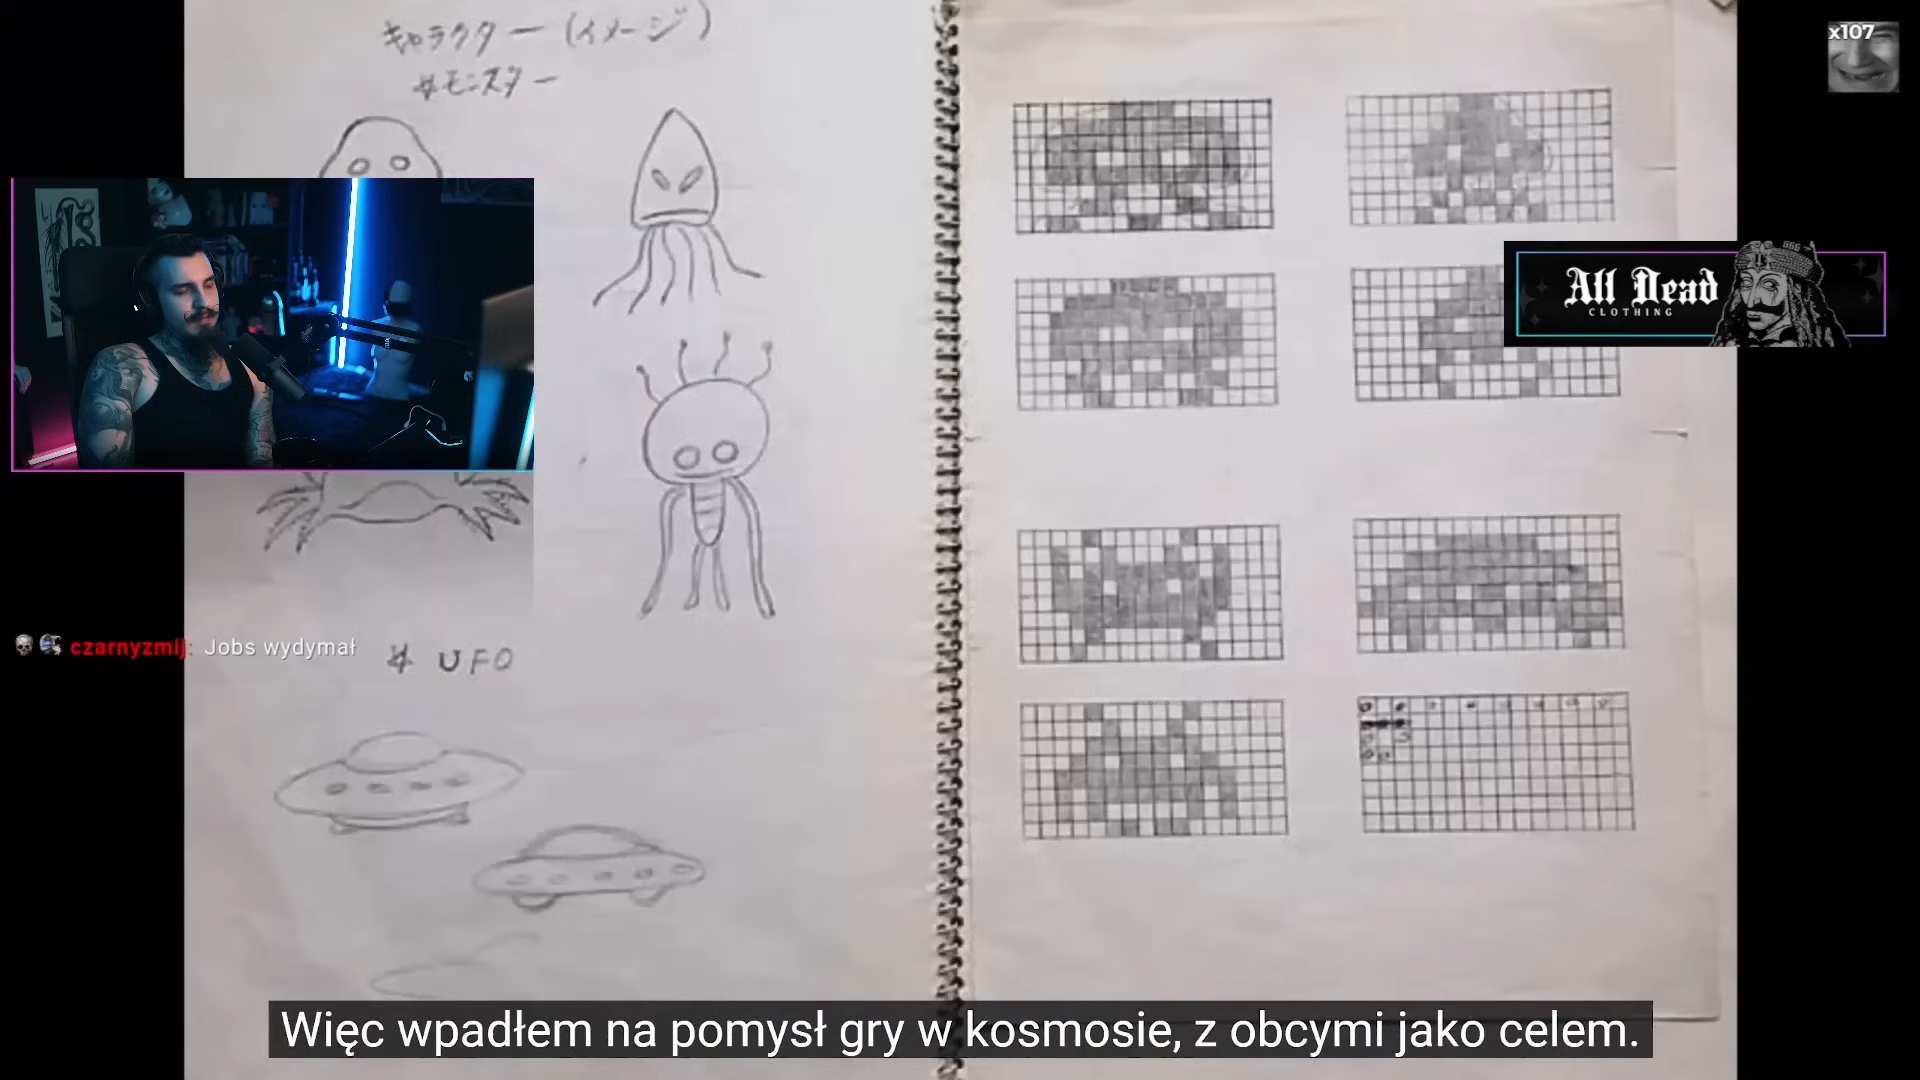 キャラクター (イメージ)
#モンスター
x107
All Dead
CLOTHING
666
czarnyzmij: Jobs wydymał
# UFO
Więc wpadłem na pomysł gry w kosmosie, z obcymi jako celem.